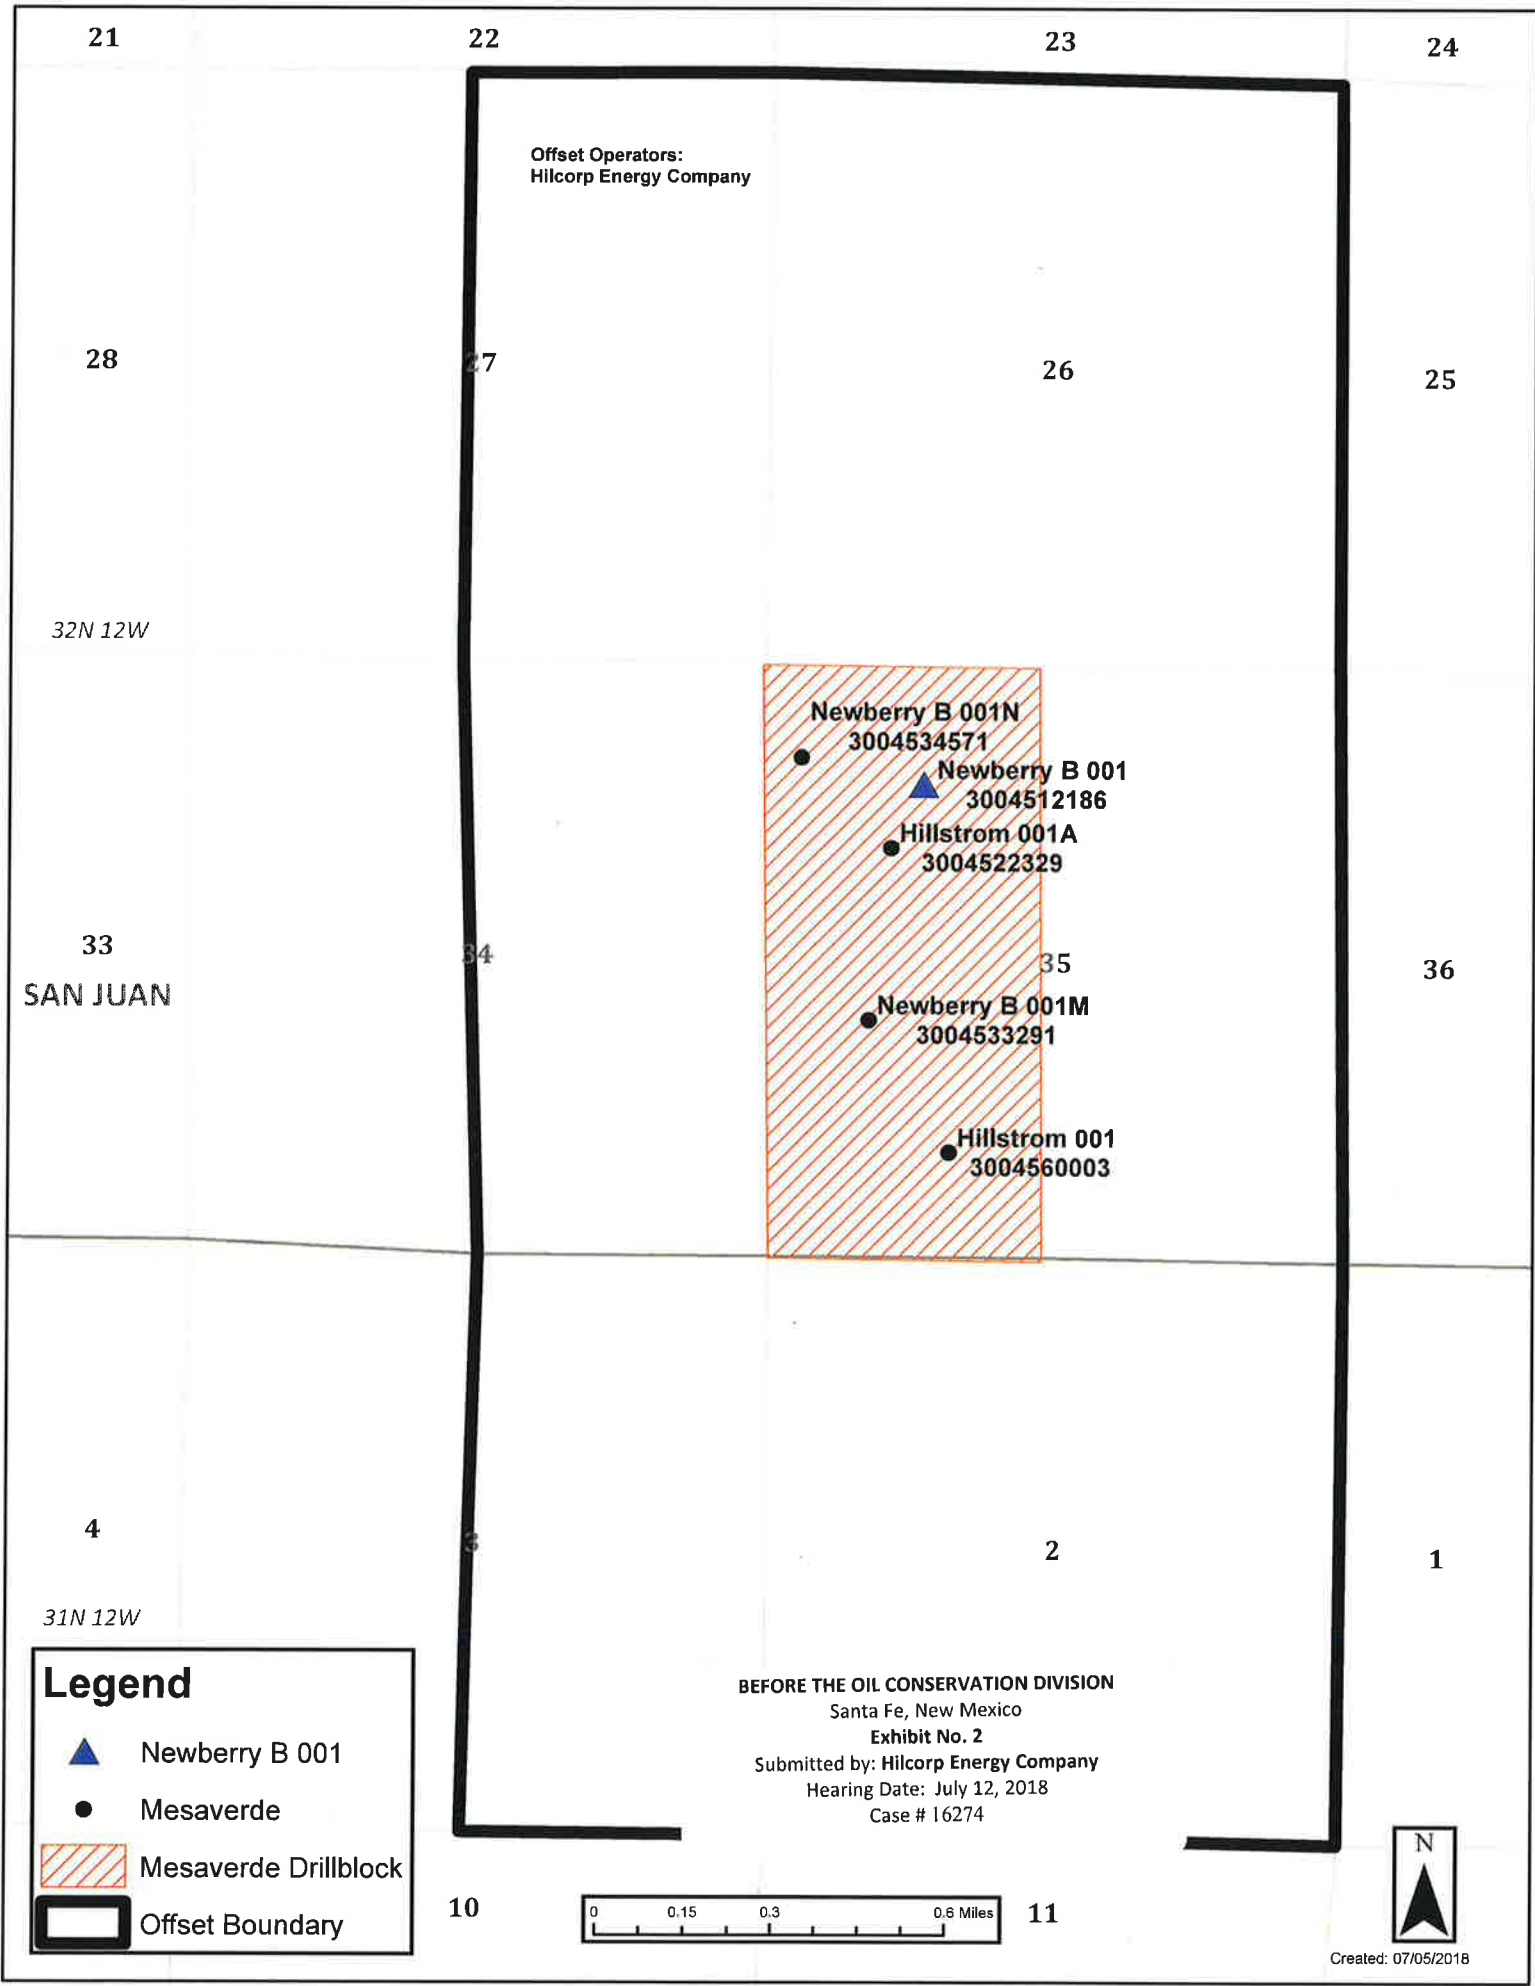 21
22
23
24
Offset Operators:
Hilcorp Energy Company
28
27
26
25
32N 12W
Newberry B 001N
3004534571
Newberry B 001
3004512186
Hillstrom 001A
3004522329
33
34
35
36
SAN JUAN
Newberry B 001M
3004533291
Hillstrom 001
3004560003
4
3
2
1
31N 12W
Legend
Newberry B 001
Mesaverde
Mesaverde Drillblock
Offset Boundary
BEFORE THE OIL CONSERVATION DIVISION
Santa Fe, New Mexico
Exhibit No. 2
Submitted by: Hilcorp Energy Company
Hearing Date: July 12, 2018
Case # 16274
10
0 0.15 0.3 0.6 Miles
11
N
Created: 07/05/2018